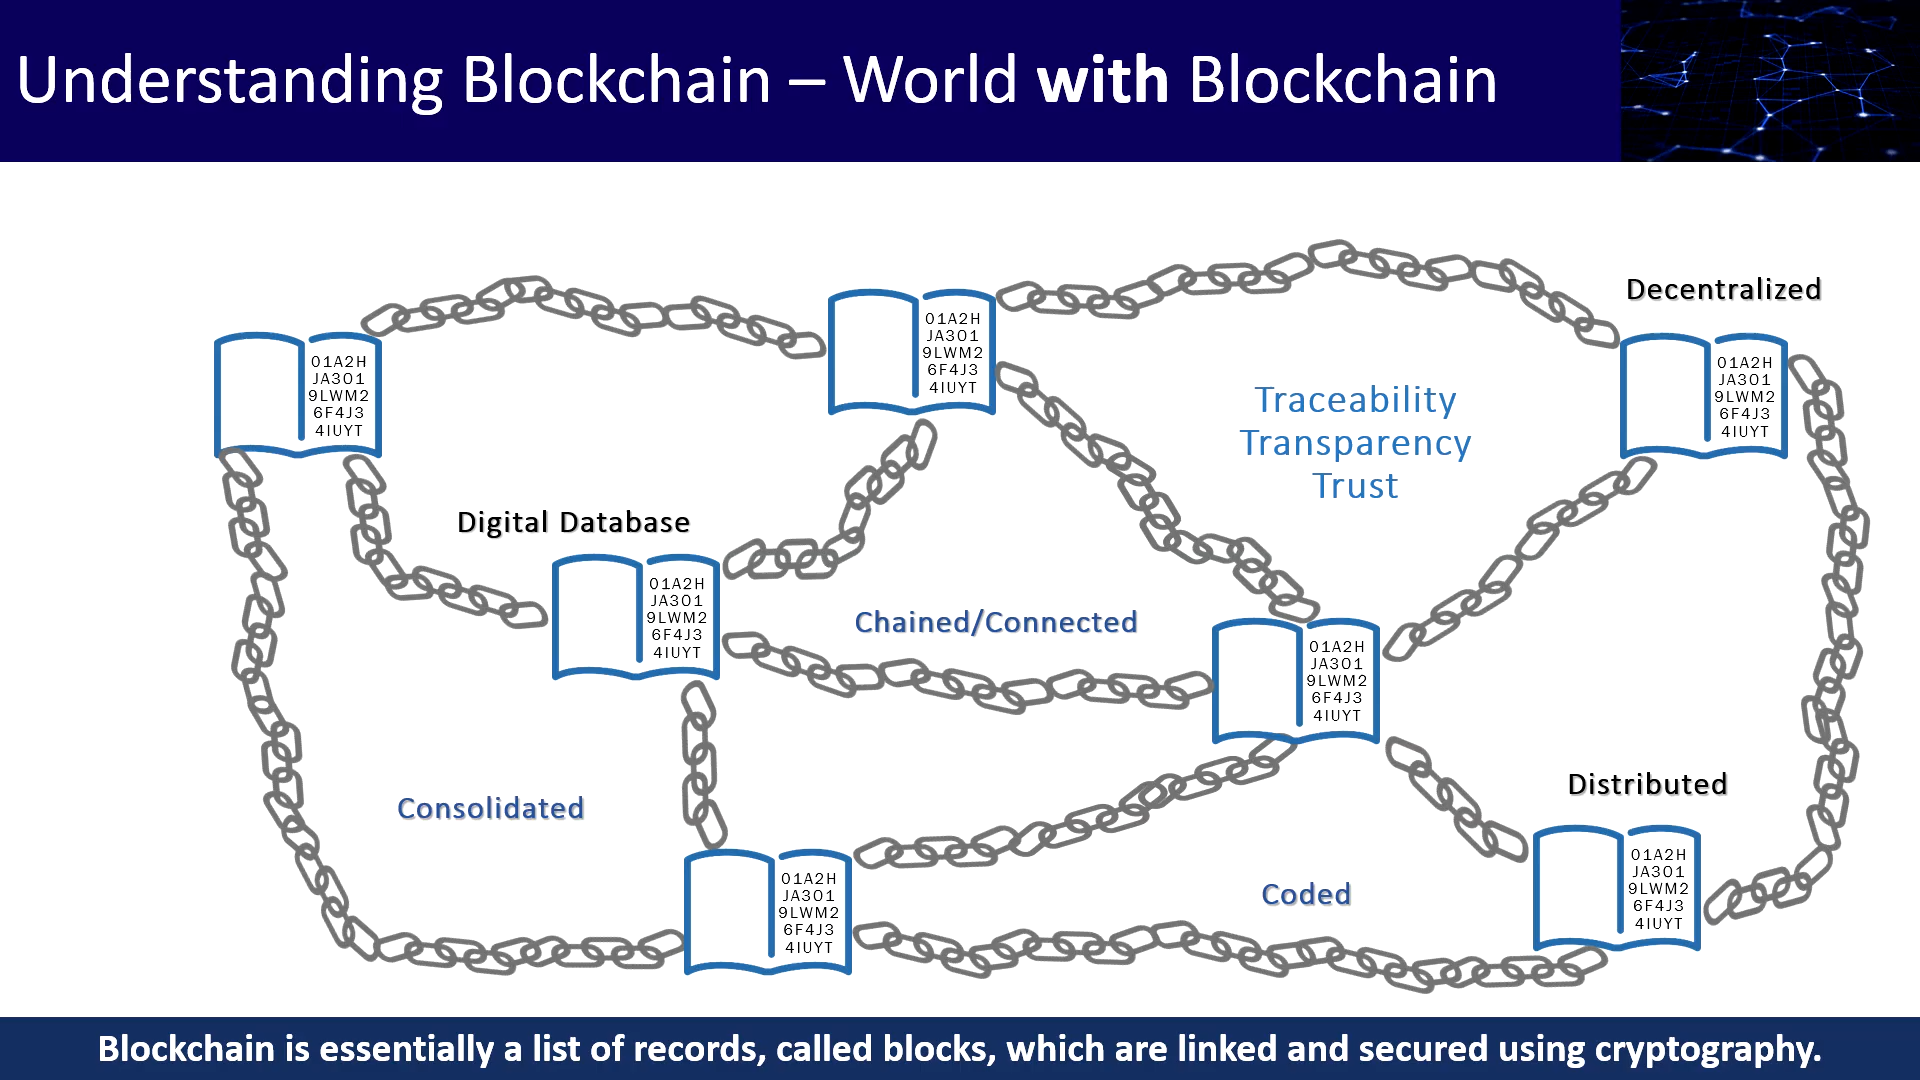 Understanding Blockchain – World with Blockchain
Decentralized
01A2H
JA301
9LWM2
6F4J3
4IUYT
01A2H
JA301
9LWM2
6F4J3
4IUYT
01A2H
JA301
9LWM2
6F4J3
4IUYT
Traceability
Transparency
Trust
Digital Database
01A2H
JA301
9LWM2
6F4J3
4IUYT
Chained/Connected
01A2H
JA301
9LWM2
6F4J3
4IUYT
Consolidated
Distributed
01A2H
JA301
9LWM2
6F4J3
4IUYT
Coded
01A2H
JA301
9LWM2
6F4J3
4IUYT
Blockchain is essentially a list of records, called blocks, which are linked and secured using cryptography.